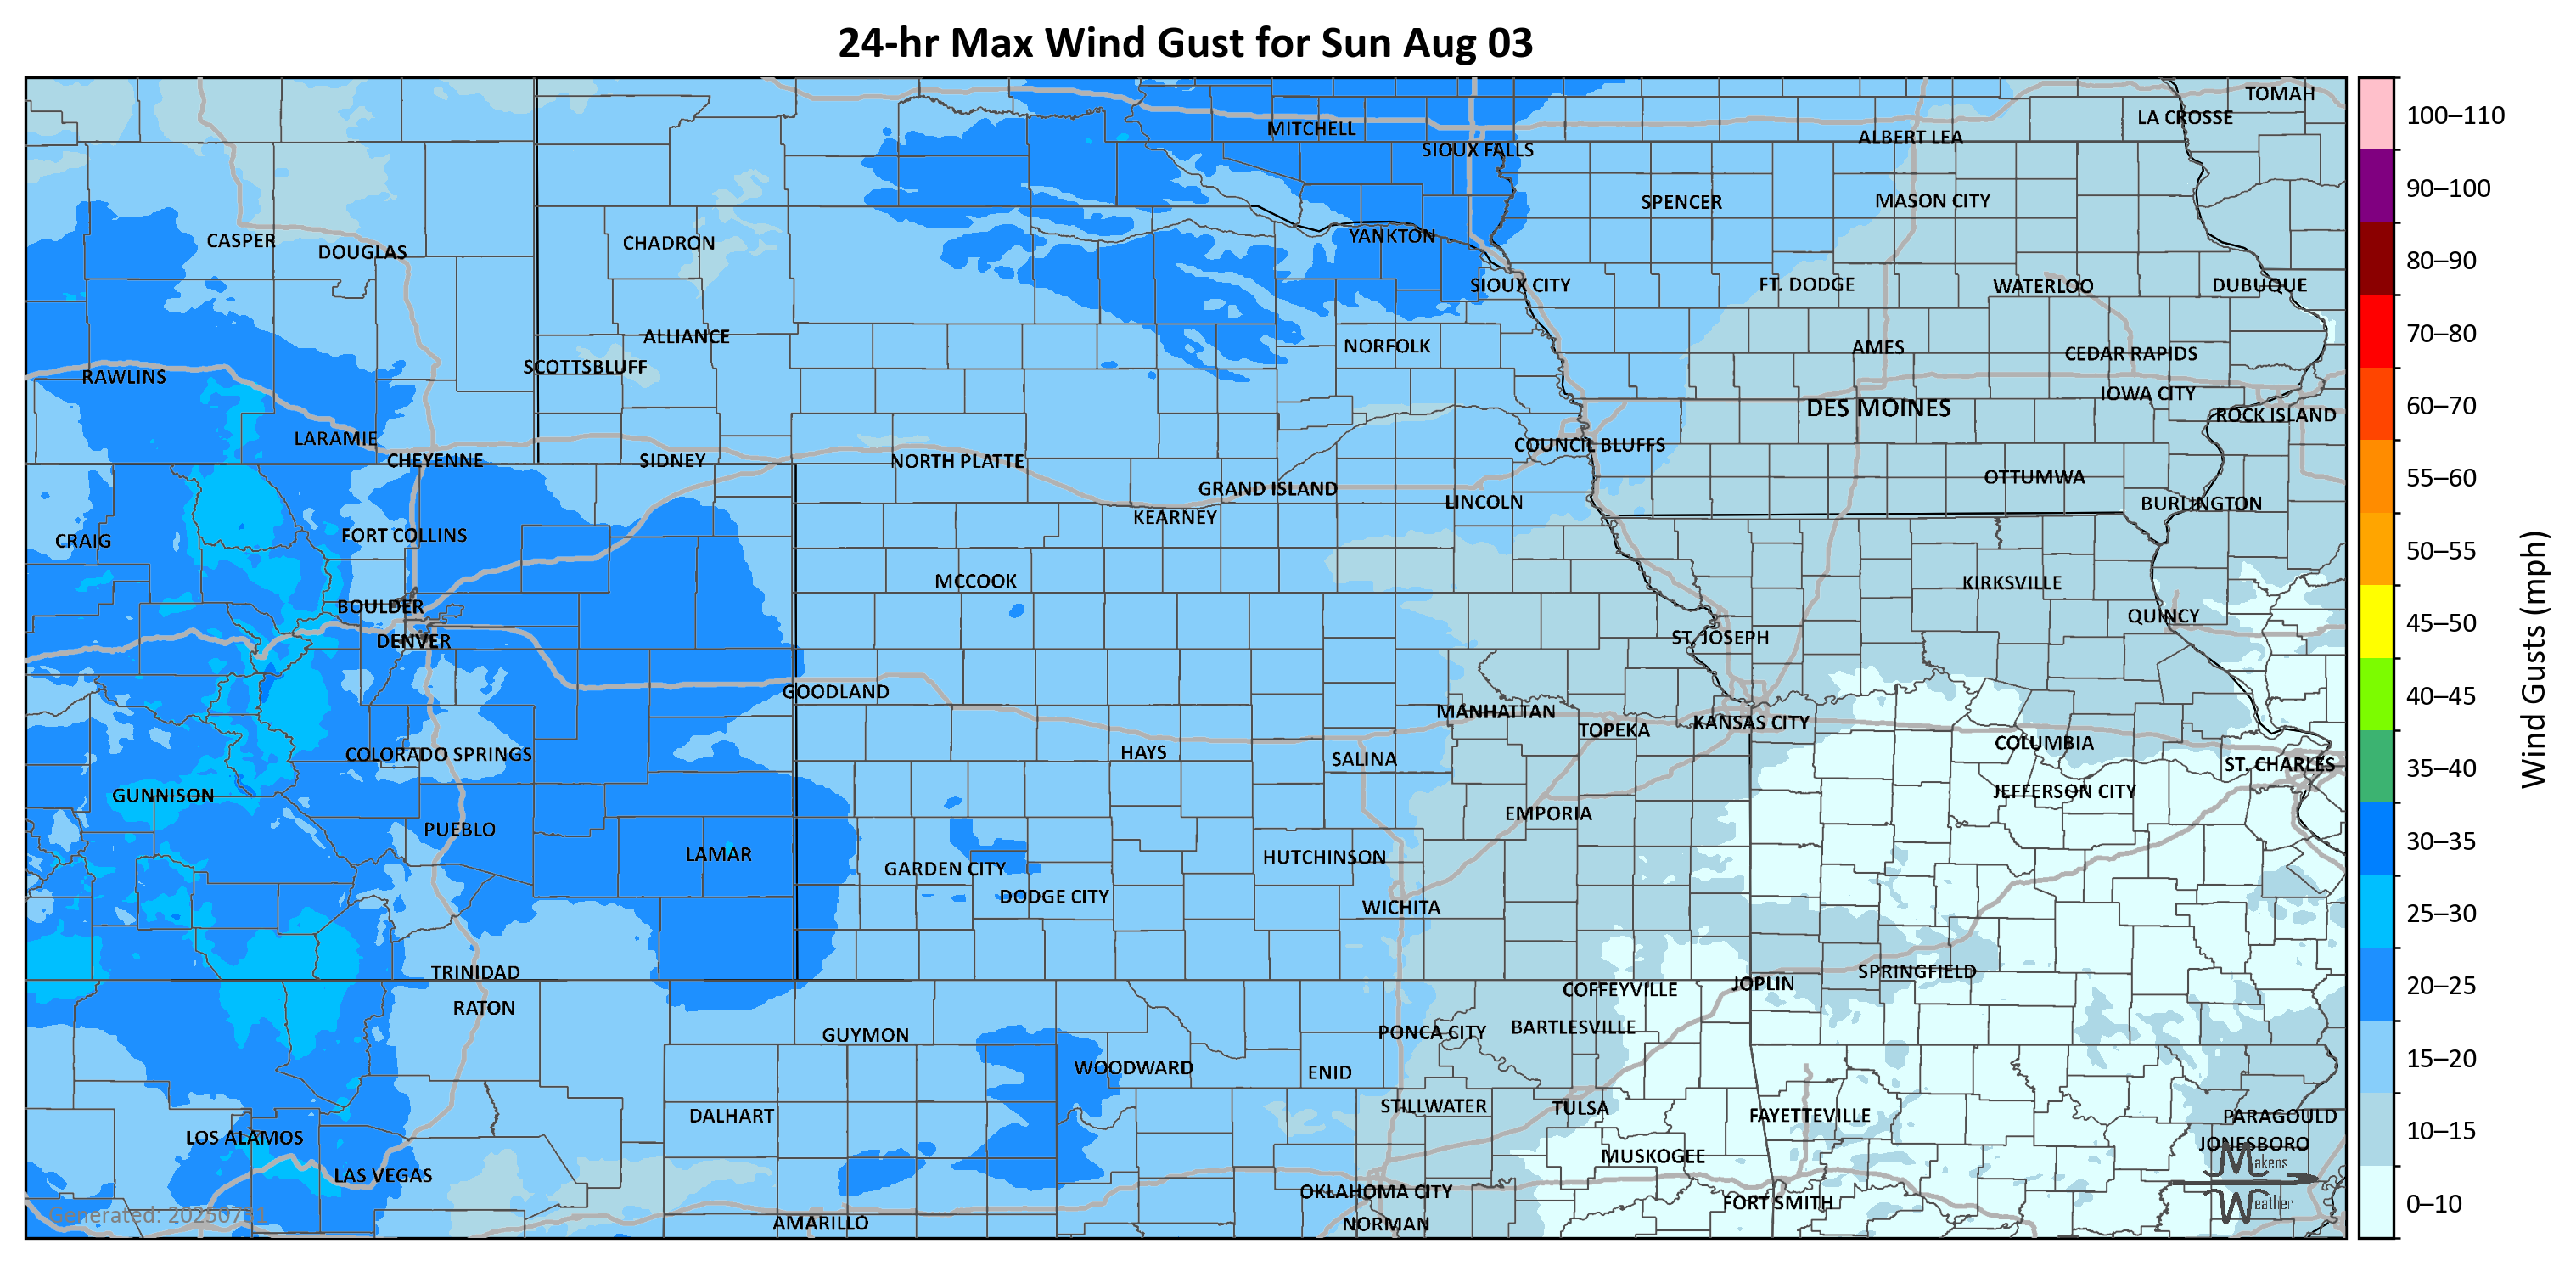 24-hr Max Wind Gust for Sun Aug 03
TOMAH
LA CROSSE
MITCHELL
ALBERT LEA
SIOUX FALLS
SPENCER
MASON CITY
CASPER
DOUGLAS
CHADRON
YANKTON
SIOUX CITY
FT. DODGE
WATERLOO
DUBUQUE
ALLIANCE
NORFOLK
AMES
CEDAR RAPIDS
SCOTTSBLUFF
RAWLINS
IOWA CITY
DES MOINES
ROCK ISLAND
LARAMIE
COUNCIL BLUFFS
CHEYENNE
SIDNEY
NORTH PLATTE
OTTUMWA
GRAND ISLAND
LINCOLN
BURLINGTON
KEARNEY
FORT COLLINS
CRAIG
MCCOOK
KIRKSVILLE
BOULDER
QUINCY
DENVER
ST. JOSEPH
GOODLAND
MANHATTAN
KANSAS CITY
TOPEKA
COLORADO SPRINGS
HAYS
SALINA
COLUMBIA
ST. CHARLES
GUNNISON
JEFFERSON CITY
EMPORIA
PUEBLO
LAMAR
HUTCHINSON
GARDEN CITY
DODGE CITY
WICHITA
TRINIDAD
SPRINGFIELD
JOPLIN
COFFEYVILLE
RATON
GUYMON
PONCA CITY
BARTLESVILLE
WOODWARD
ENID
STILLWATER
TULSA
DALHART
FAYETTEVILLE
PARAGOULD
LOS ALAMOS
JONESBORO
MUSKOGEE
LAS VEGAS
OKLAHOMA CITY
FORT SMITH
AMARILLO
NORMAN
Generated: 20250731
Makens
Weather
100–110
90–100
80–90
70–80
60–70
55–60
50–55
45–50
40–45
35–40
30–35
25–30
20–25
15–20
10–15
0–10
Wind Gusts (mph)